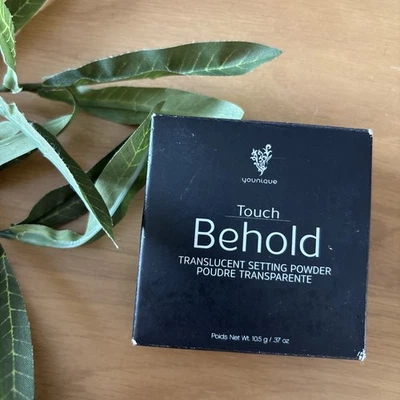 younique
Touch
Behold
TRANSLUCENT SETTING POWDER
POUDRE TRANSPARENTE
Poids Net Wt. 10.5 g / .37 oz